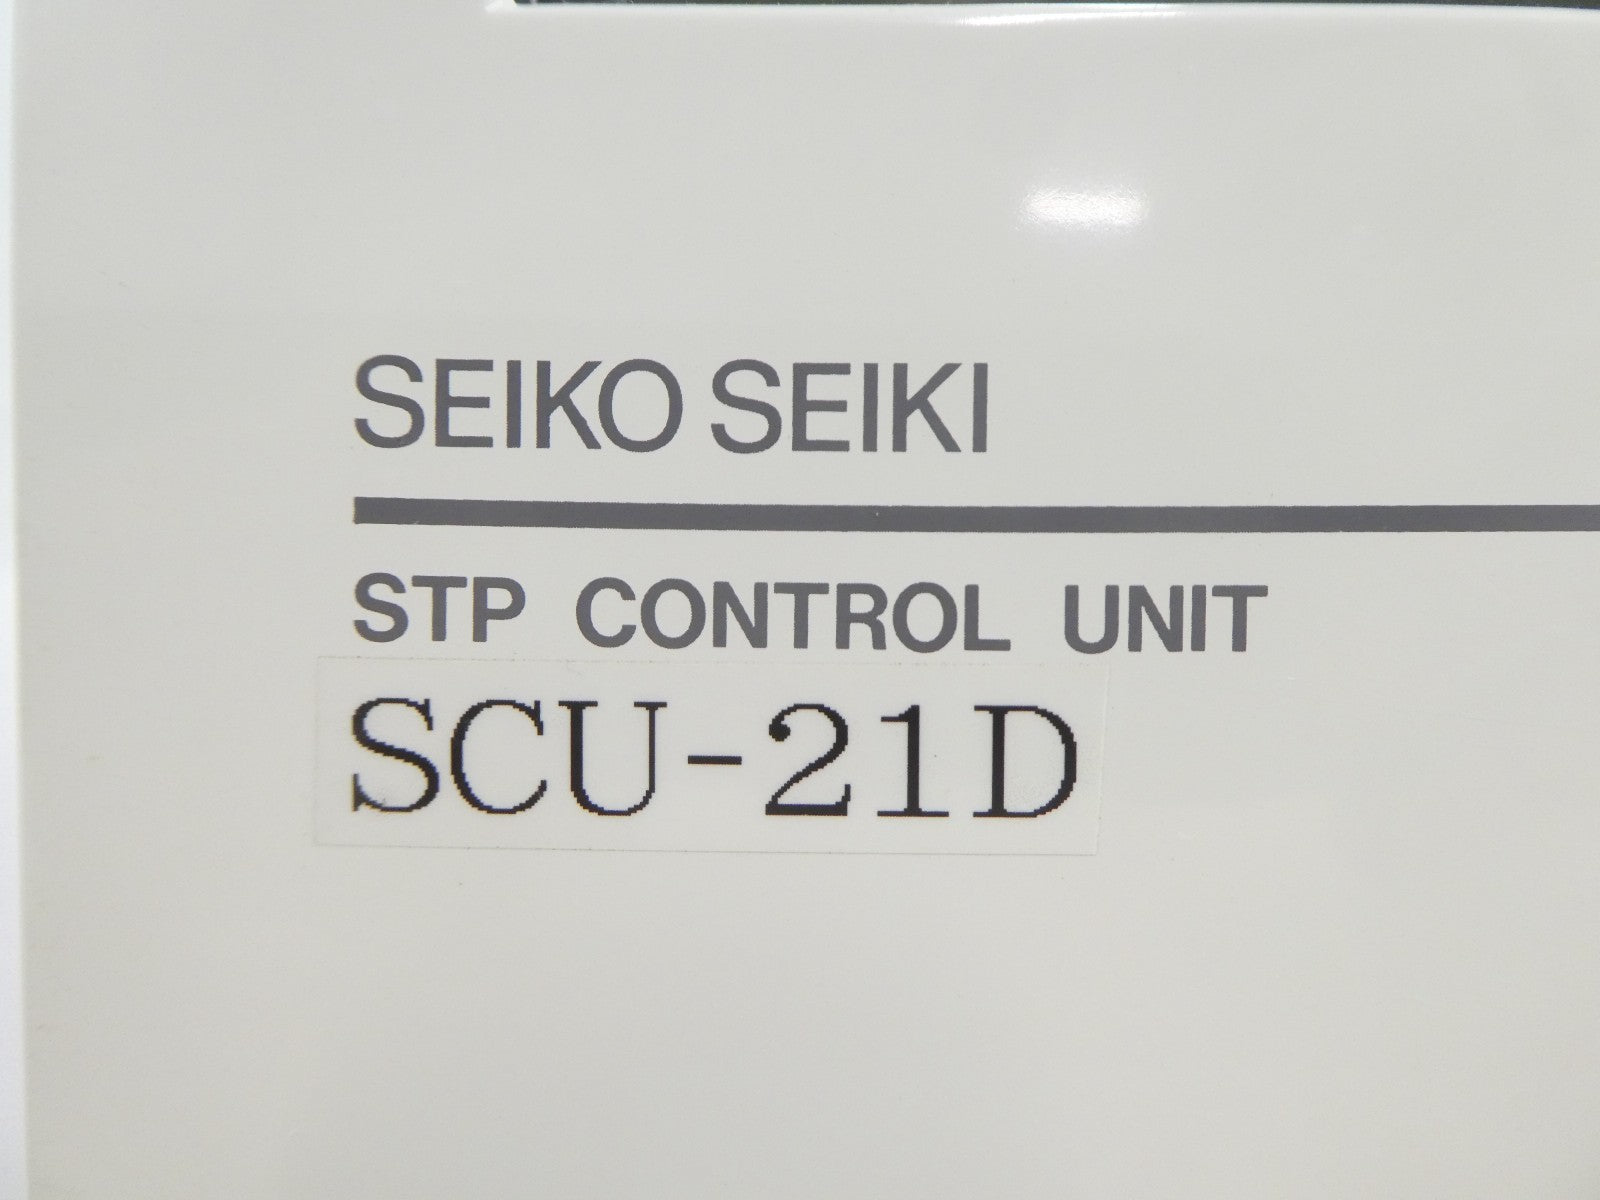 SEIKO SEIKI
STP CONTROL UNIT
SCU-21D